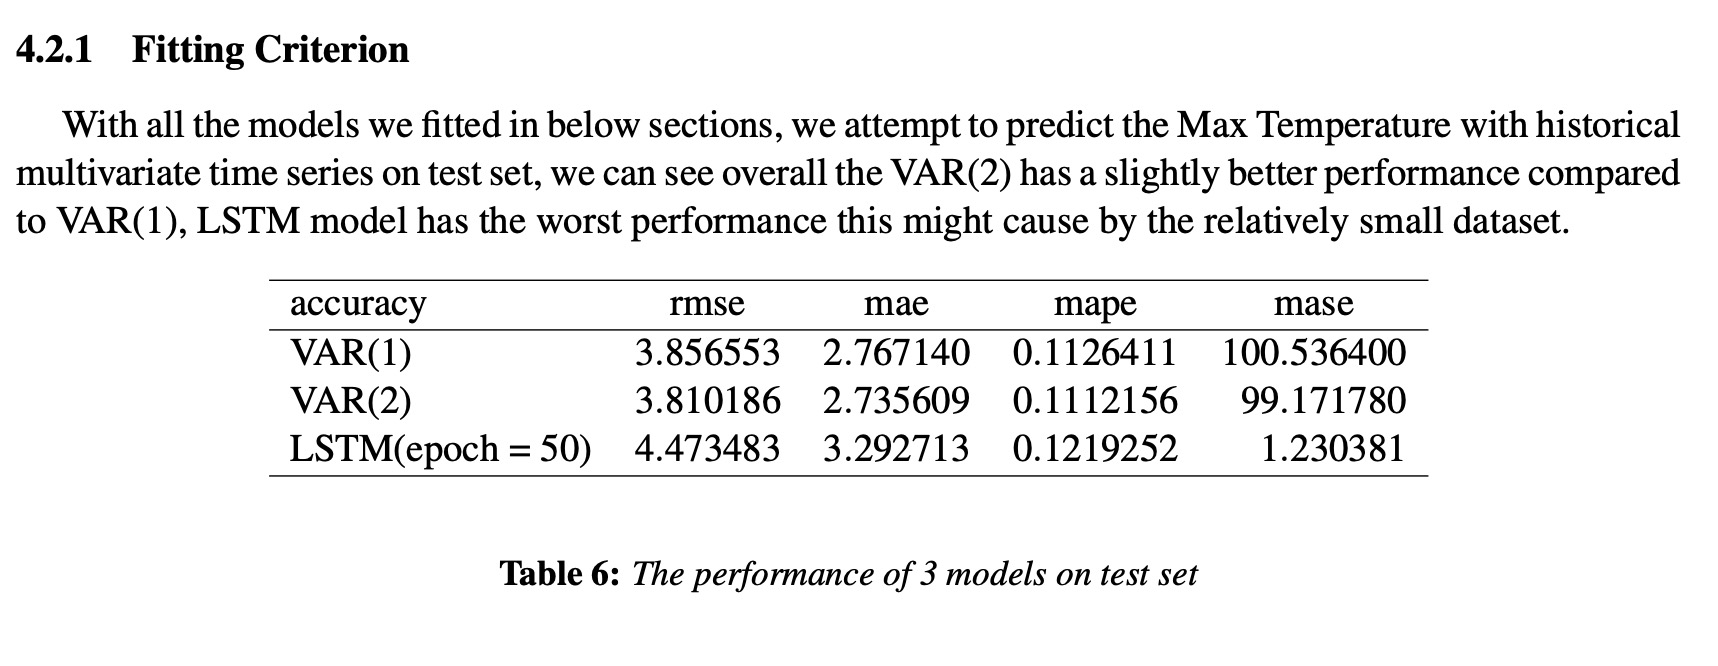 4.2.1 Fitting Criterion
With all the models we fitted in below sections, we attempt to predict the Max Temperature with historical
multivariate time series on test set, we can see overall the VAR(2) has a slightly better performance compared
to VAR(1), LSTM model has the worst performance this might cause by the relatively small dataset.
accuracy rmse mae mape mase
VAR(1) 3.856553 2.767140 0.1126411 100.536400
VAR(2) 3.810186 2.735609 0.1112156 99.171780
LSTM(epoch = 50) 4.473483 3.292713 0.1219252 1.230381
Table 6: The performance of 3 models on test set